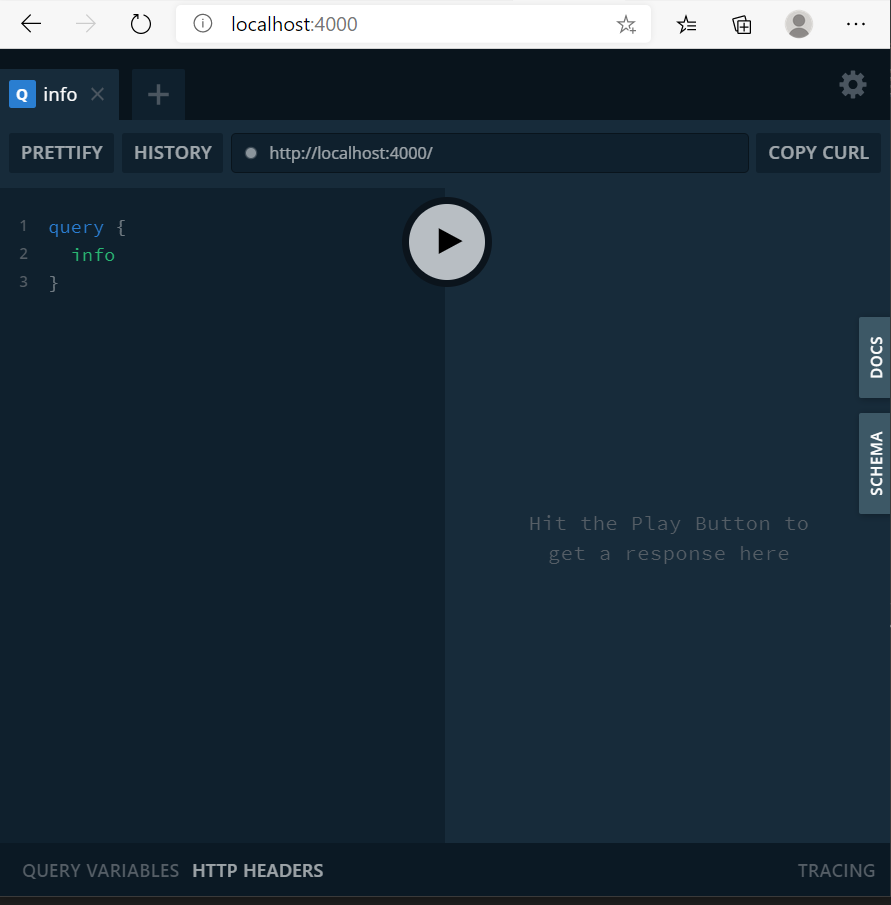 localhost:4000
Q info
PRETTIFY HISTORY http://localhost:4000/ COPY CURL
1 query {
2 info
3 }
DOCS
SCHEMA
Hit the Play Button to
get a response here
QUERY VARIABLES HTTP HEADERS TRACING